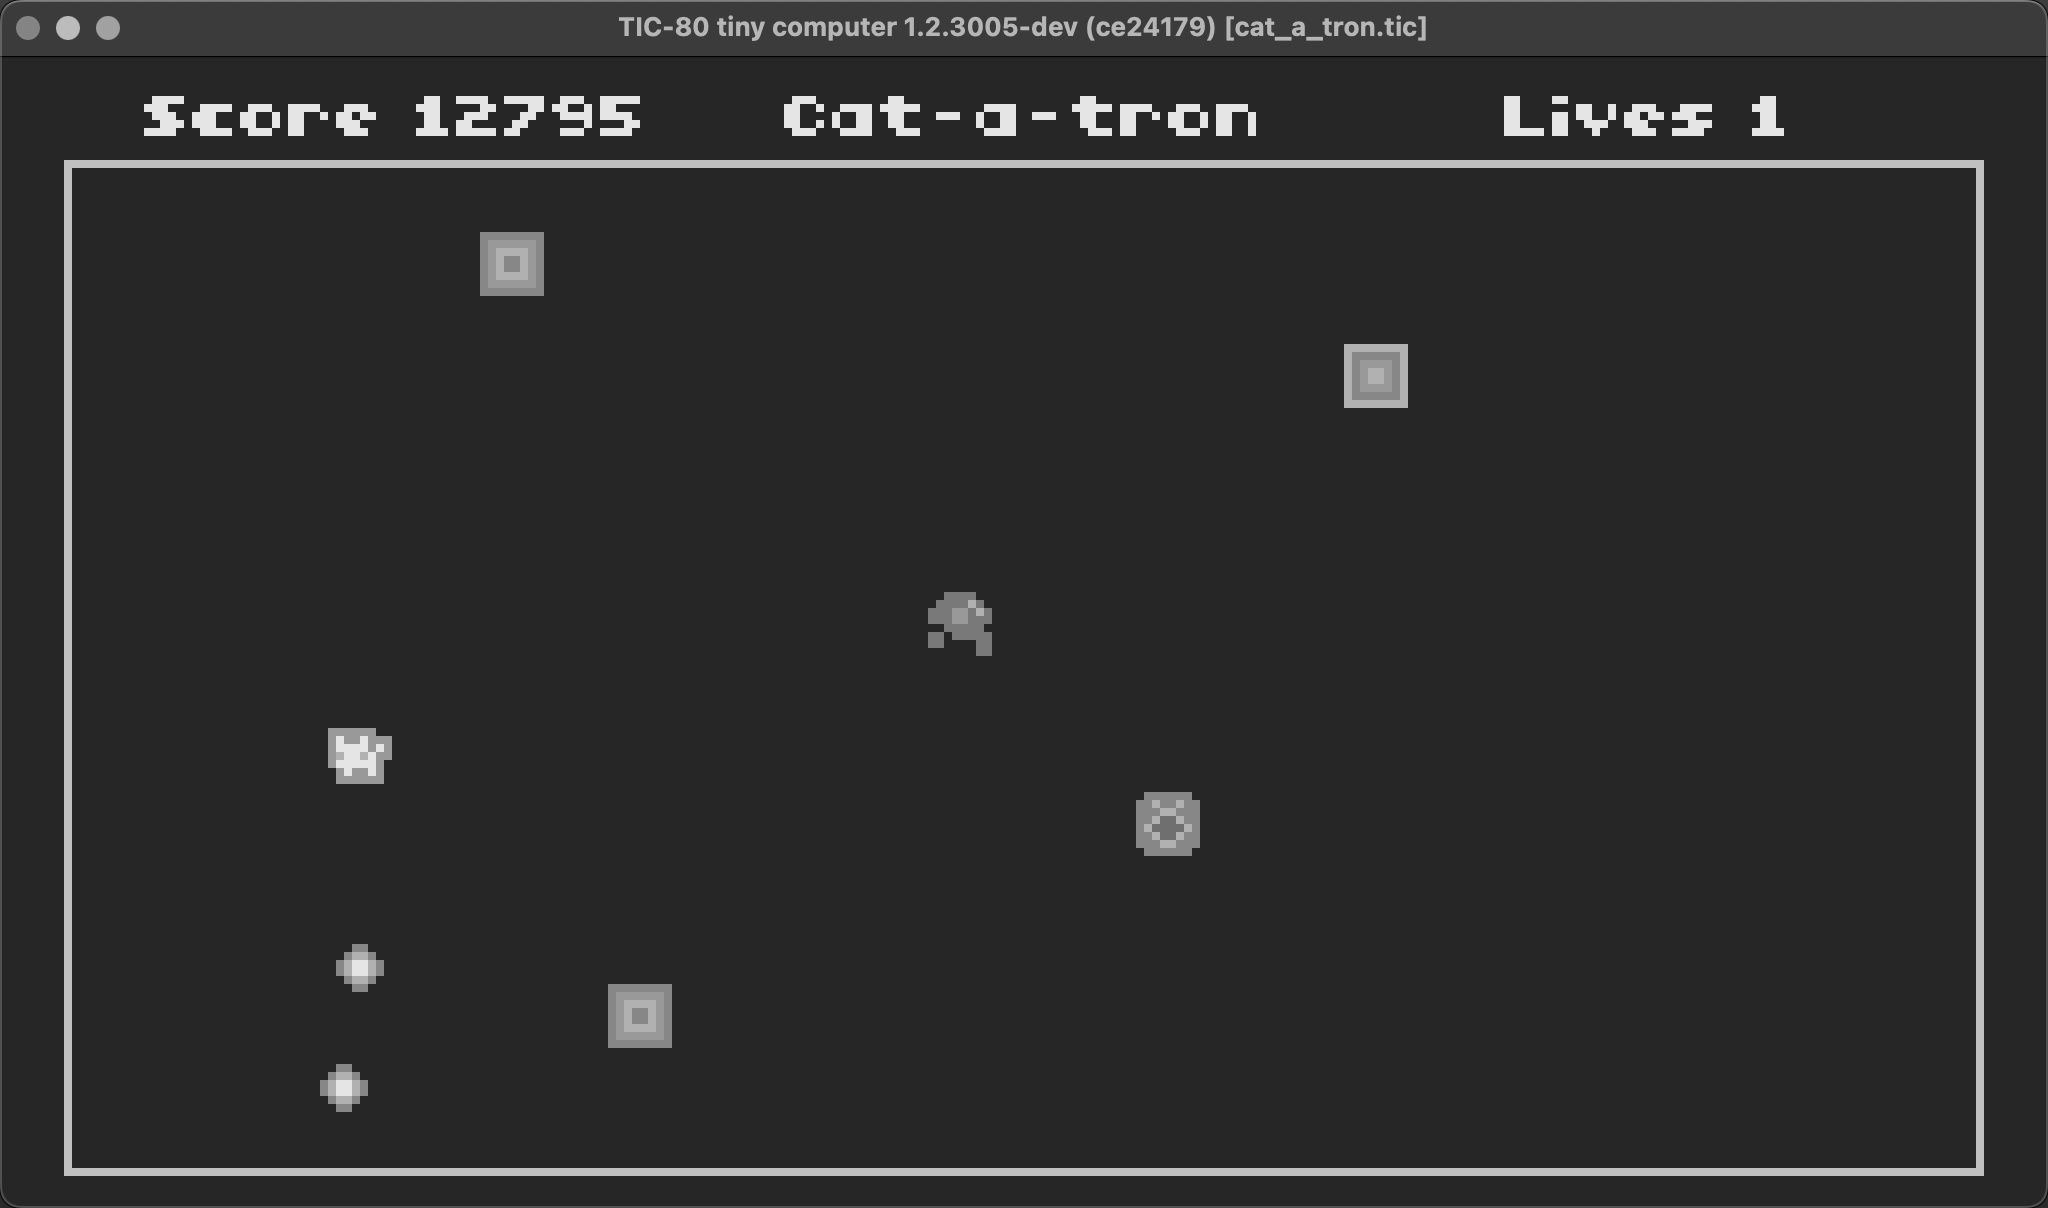 TIC-80 tiny computer 1.2.3005-dev (ce24179) [cat_a_tron.tic]
Score 12795 Cat-a-tron Lives 1